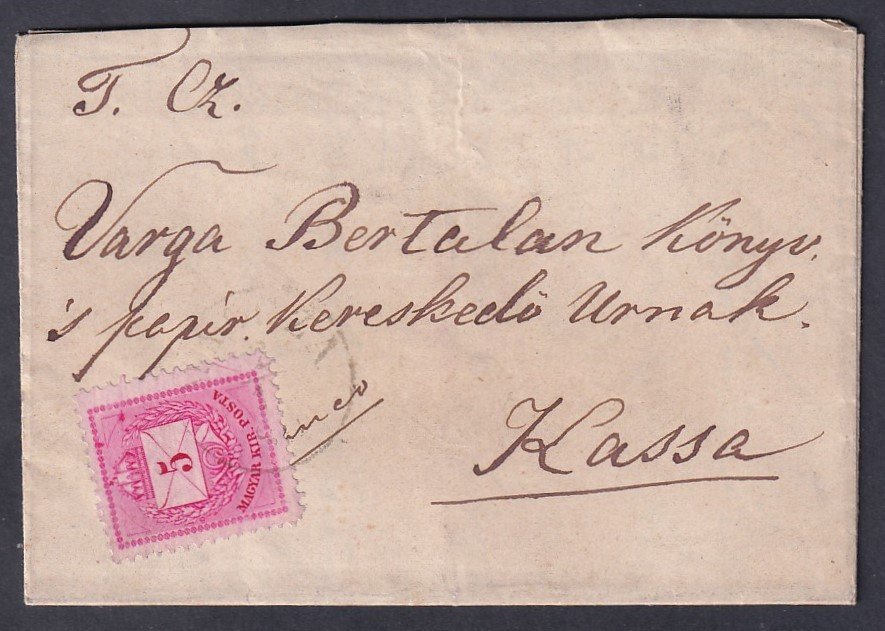 T. Cz.
Varga Bertalan Könyv.
's papír. Kereskedő Urnak.
Kassa
5
MAGYAR KIR. POSTA